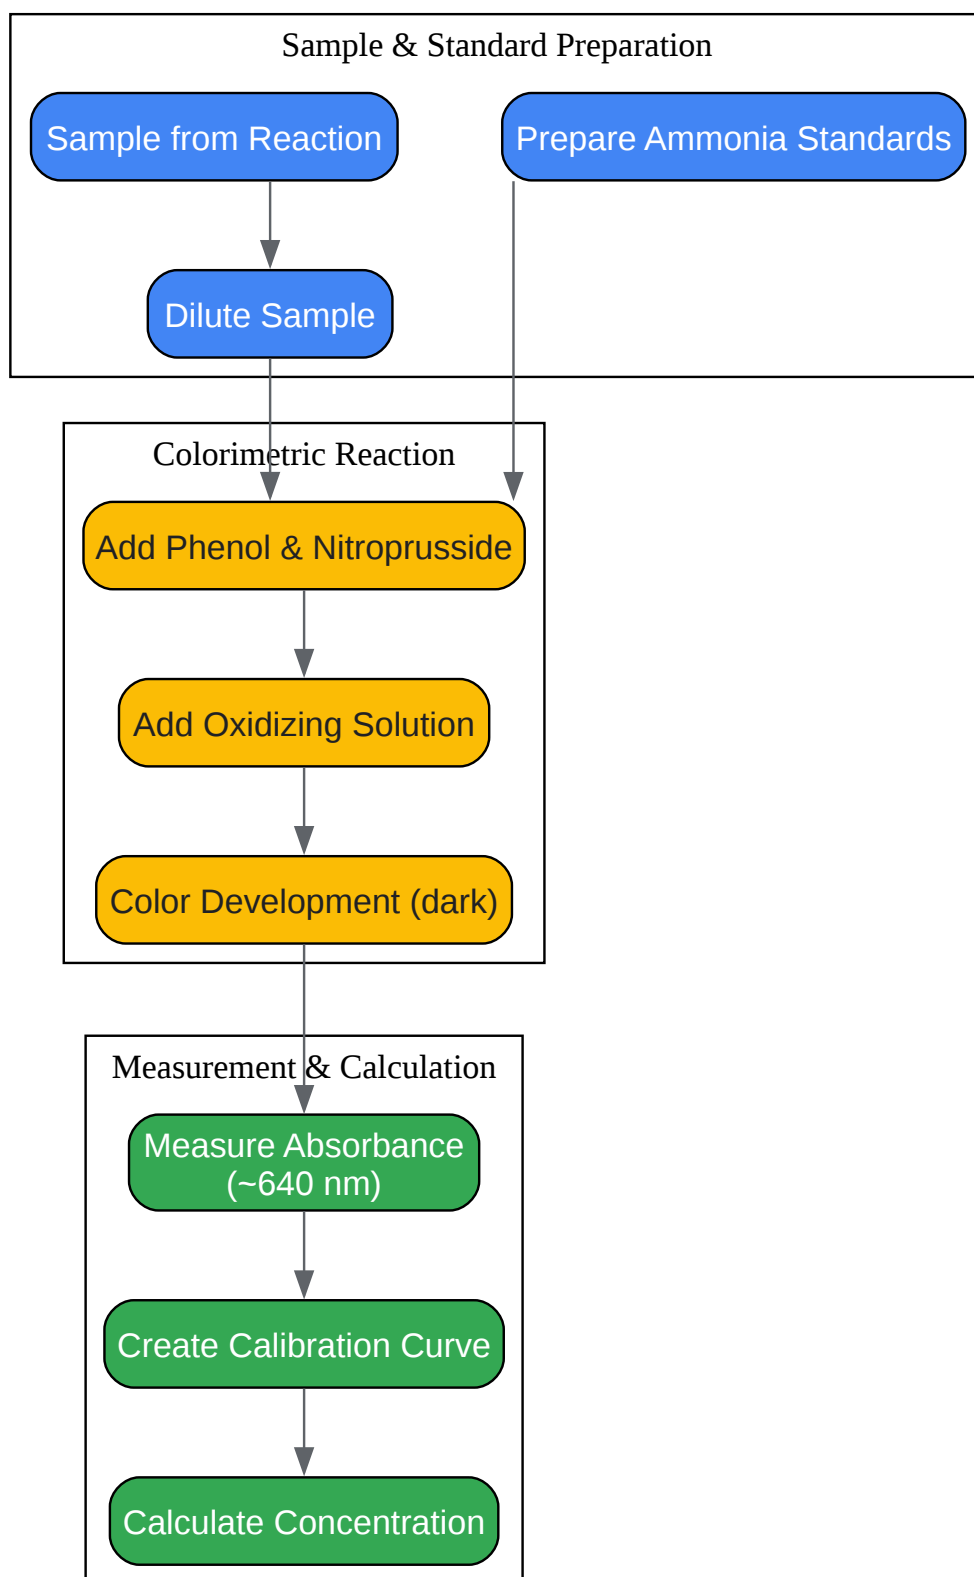 Sample & Standard Preparation
Sample from Reaction
Prepare Ammonia Standards
Dilute Sample
Colorimetric Reaction
Add Phenol & Nitroprusside
Add Oxidizing Solution
Color Development (dark)
Measurement & Calculation
Measure Absorbance
(~640 nm)
Create Calibration Curve
Calculate Concentration